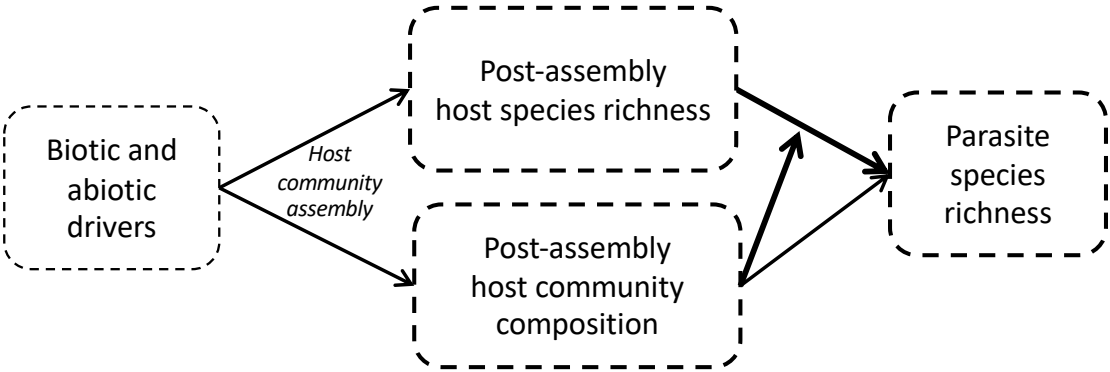 Biotic and
abiotic
drivers
Host
community
assembly
Post-assembly
host species richness
Post-assembly
host community
composition
Parasite
species
richness